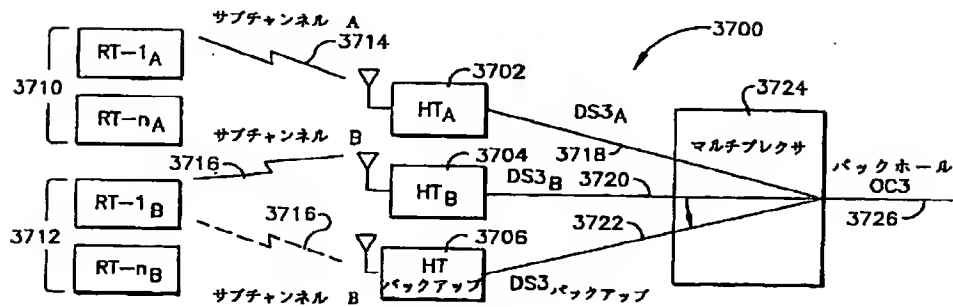 サブチャンネル A
3714
3700
RT-1A
3710
RT-nA
3702
HTA
DS3A
3718
3724
マルチプレクサ
サブチャンネル B
3716
3704
HTB
DS3B
3720
バックホール
OC3
3726
RT-1B
3712
RT-nB
3716
3706
HT
バックアップ
3722
DS3バックアップ
サブチャンネル B